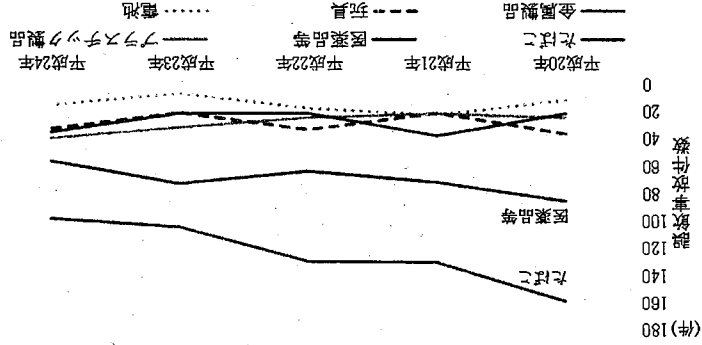 (件)
180
160
140
120
100
80
60
40
20
0
誤飲事故件数
たばこ
医薬品等
平成20年 平成21年 平成22年 平成23年 平成24年
たばこ 医薬品等 プラスチック製品
金属製品 玩具 電池